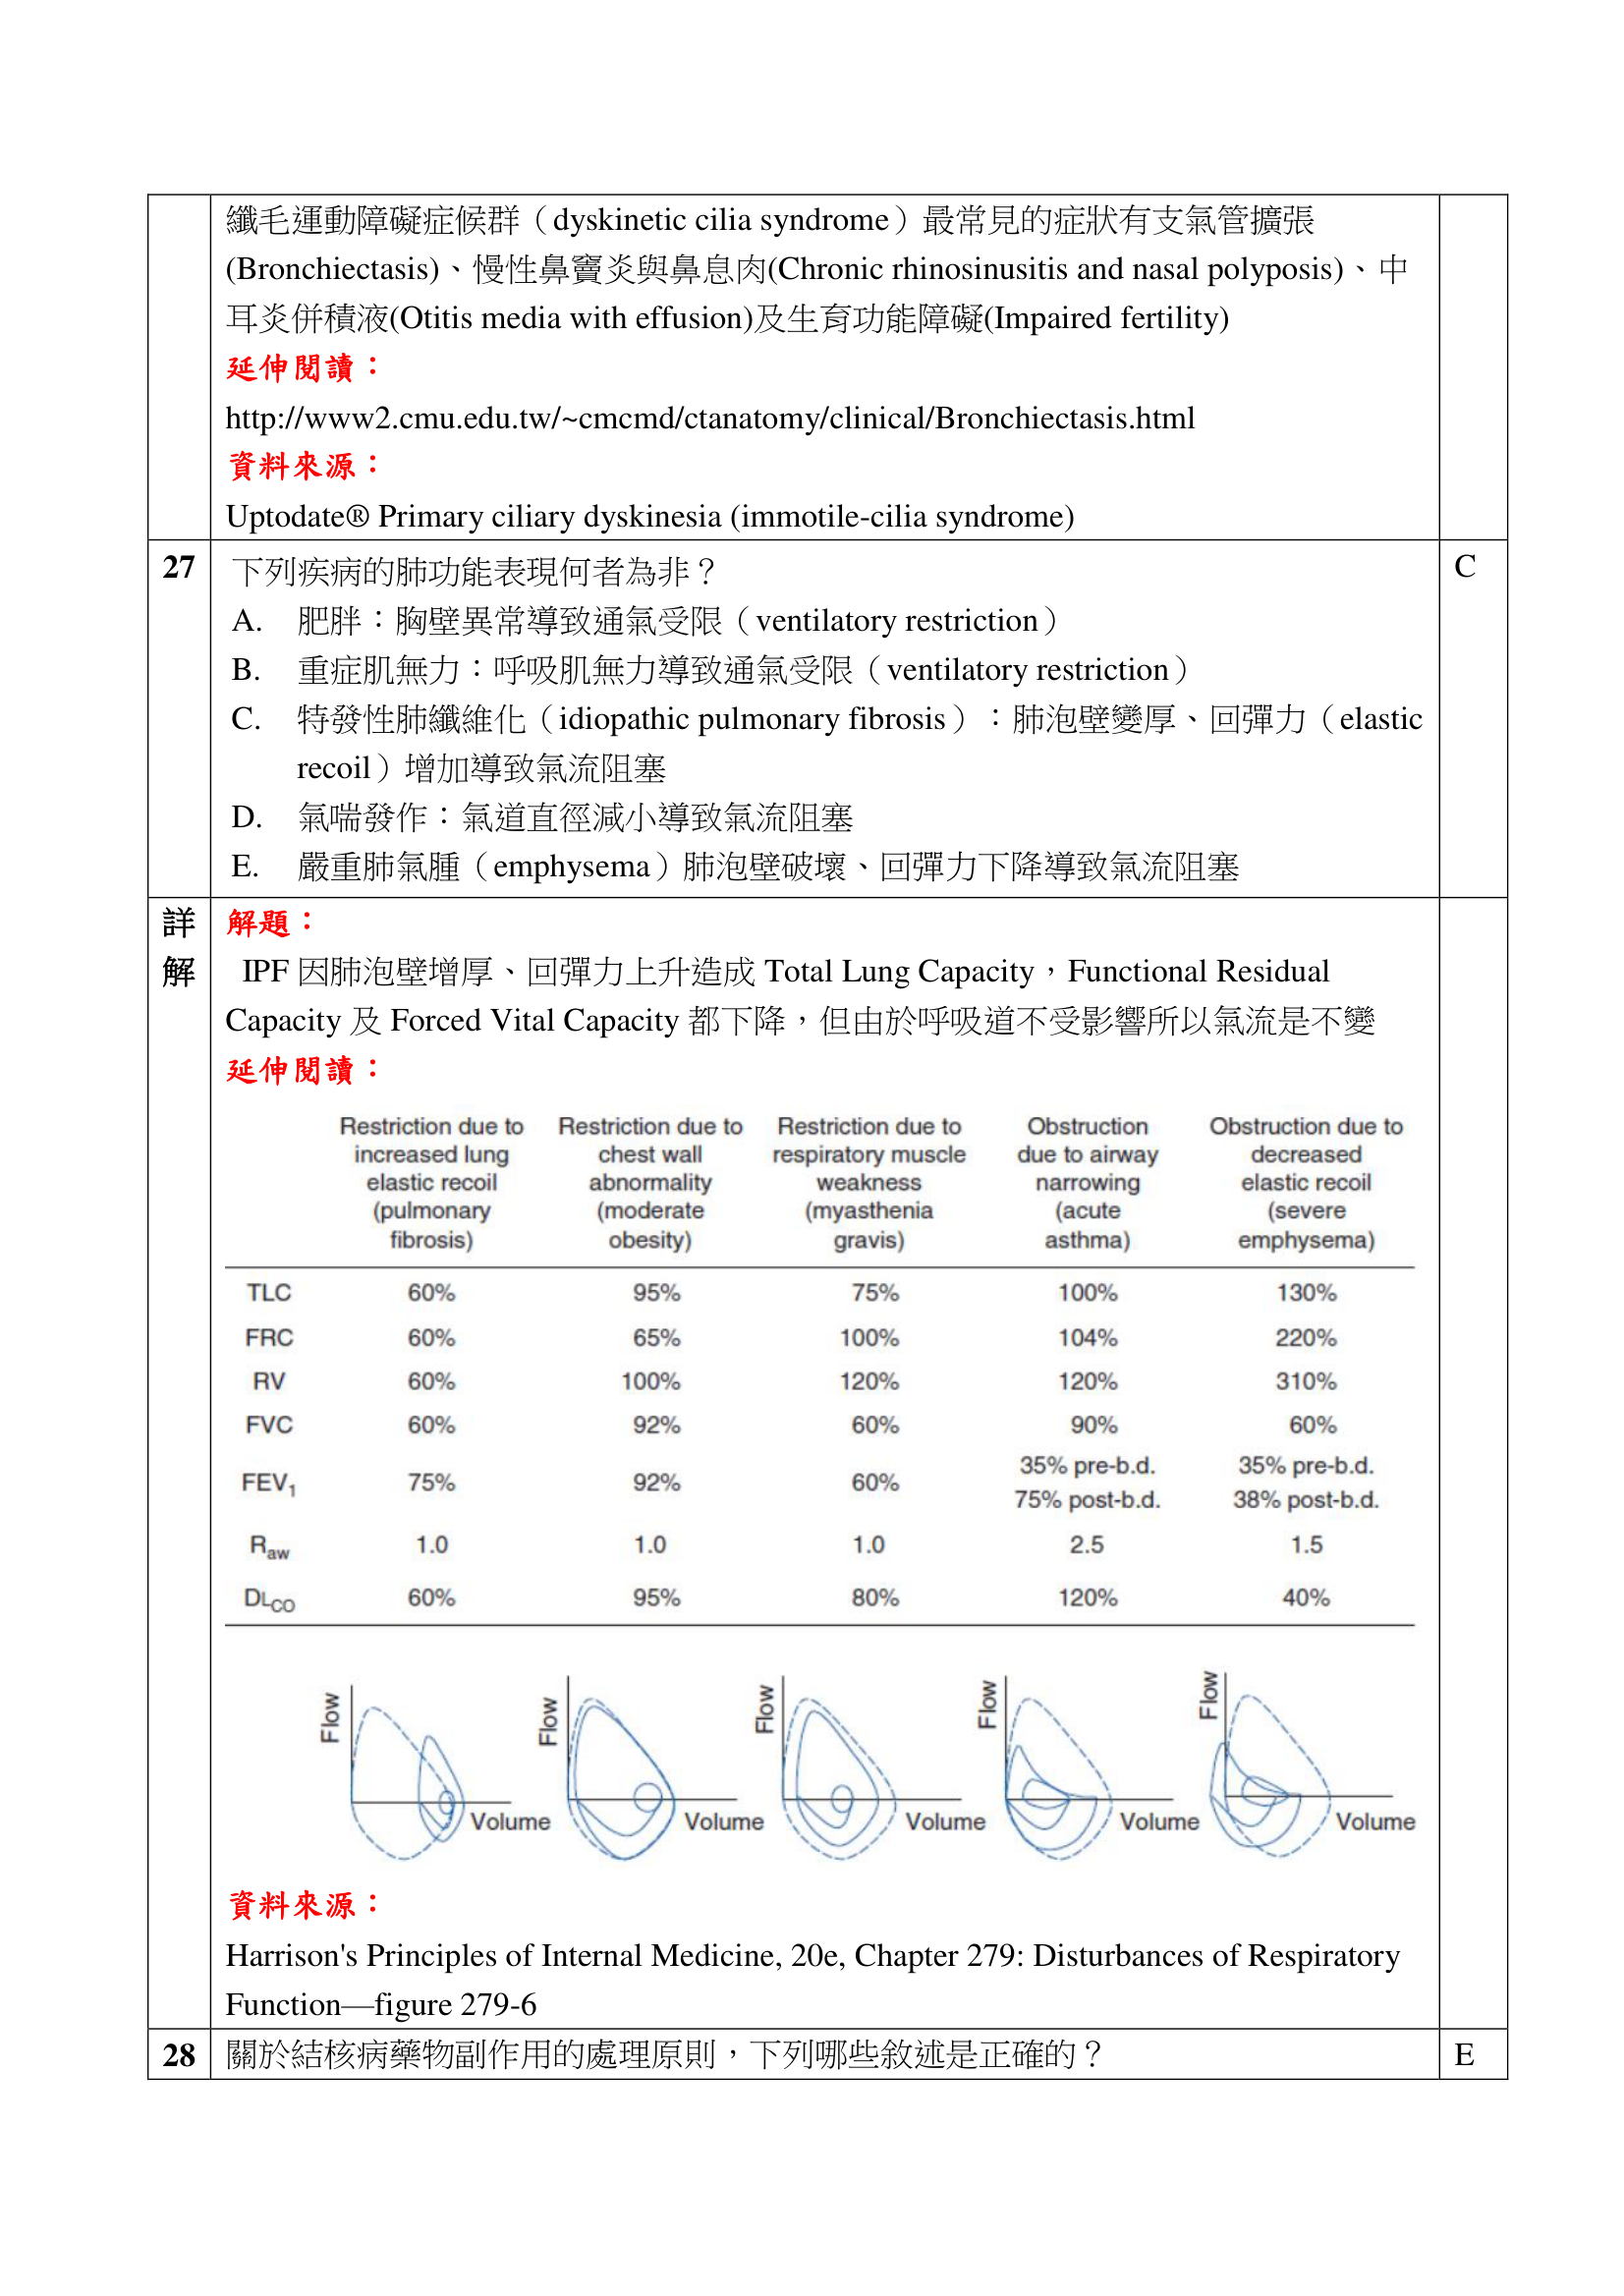 纖毛運動障礙症候群（dyskinetic cilia syndrome）最常見的症狀有支氣管擴張
(Bronchiectasis)、慢性鼻竇炎與鼻息肉(Chronic rhinosinusitis and nasal polyposis)、中
耳炎併積液(Otitis media with effusion)及生育功能障礙(Impaired fertility)
延伸閱讀：
http://www2.cmu.edu.tw/~cmcmd/ctanatomy/clinical/Bronchiectasis.html
資料來源：
Uptodate® Primary ciliary dyskinesia (immotile-cilia syndrome)
27 下列疾病的肺功能表現何者為非？ C
A. 肥胖：胸壁異常導致通氣受限（ventilatory restriction）
B. 重症肌無力：呼吸肌無力導致通氣受限（ventilatory restriction）
C. 特發性肺纖維化（idiopathic pulmonary fibrosis）：肺泡壁變厚、回彈力（elastic
recoil）增加導致氣流阻塞
D. 氣喘發作：氣道直徑減小導致氣流阻塞
E. 嚴重肺氣腫（emphysema）肺泡壁破壞、回彈力下降導致氣流阻塞
詳解 解題：
IPF 因肺泡壁增厚、回彈力上升造成 Total Lung Capacity，Functional Residual
Capacity 及 Forced Vital Capacity 都下降，但由於呼吸道不受影響所以氣流是不變
延伸閱讀：
Restriction due to Restriction due to Restriction due to Obstruction Obstruction due to
increased lung chest wall respiratory muscle due to airway decreased
elastic recoil abnormality weakness narrowing elastic recoil
(pulmonary (moderate (myasthenia (acute (severe
fibrosis) obesity) gravis) asthma) emphysema)
TLC 60% 95% 75% 100% 130%
FRC 60% 65% 100% 104% 220%
RV 60% 100% 120% 120% 310%
FVC 60% 92% 60% 90% 60%
FEV1 75% 92% 60% 35% pre-b.d. 35% pre-b.d.
75% post-b.d. 38% post-b.d.
Raw 1.0 1.0 1.0 2.5 1.5
DLCO 60% 95% 80% 120% 40%
Flow Flow Flow Flow Flow
Volume Volume Volume Volume Volume
資料來源：
Harrison's Principles of Internal Medicine, 20e, Chapter 279: Disturbances of Respiratory
Function—figure 279-6
28 關於結核病藥物副作用的處理原則，下列哪些敘述是正確的？ E